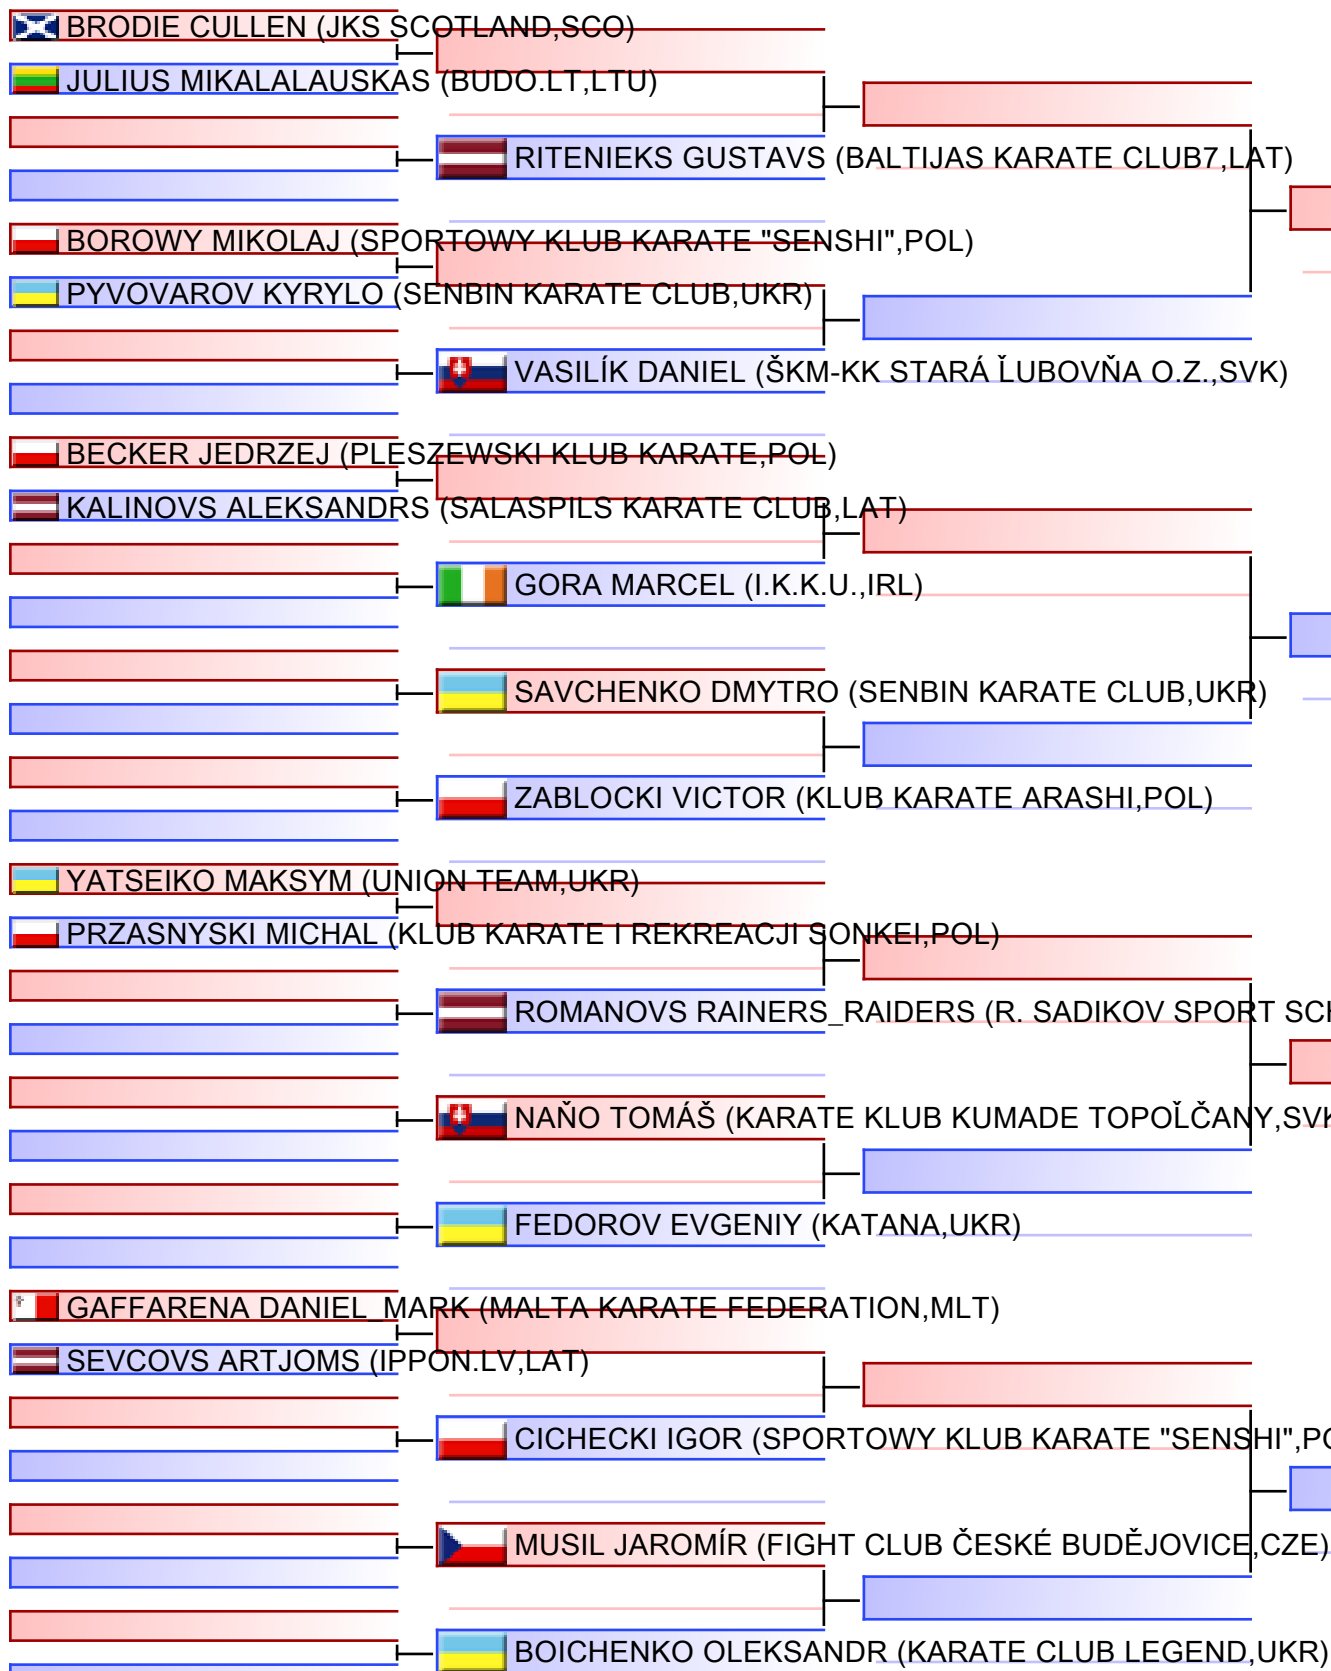 BRODIE CULLEN (JKS SCOTLAND,SCO)
JULIUS MIKALALAUSKAS (BUDO.LT,LTU)
RITENIEKS GUSTAVS (BALTIJAS KARATE CLUB7,LAT)
BOROWY MIKOLAJ (SPORTOWY KLUB KARATE "SENSHI",POL)
PYVOVAROV KYRYLO (SENBIN KARATE CLUB,UKR)
VASILÍK DANIEL (ŠKM-KK STARÁ ĽUBOVŇA O.Z.,SVK)
BECKER JEDRZEJ (PLESZEWSKI KLUB KARATE,POL)
KALINOVS ALEKSANDRS (SALASPILS KARATE CLUB,LAT)
GORA MARCEL (I.K.K.U.,IRL)
SAVCHENKO DMYTRO (SENBIN KARATE CLUB,UKR)
ZABLOCKI VICTOR (KLUB KARATE ARASHI,POL)
YATSEIKO MAKSYM (UNION TEAM,UKR)
PRZASNYSKI MICHAL (KLUB KARATE I REKREACJI SONKEI,POL)
ROMANOVS RAINERS_RAIDERS (R. SADIKOV SPORT
NAŇO TOMÁŠ (KARATE KLUB KUMADE TOPOĽČANY,SVK
FEDOROV EVGENIY (KATANA,UKR)
GAFFARENA DANIEL_MARK (MALTA KARATE FEDERATION,MLT)
SEVCOVS ARTJOMS (IPPON.LV,LAT)
CICHECKI IGOR (SPORTOWY KLUB KARATE "SENSHI",
MUSIL JAROMÍR (FIGHT CLUB ČESKÉ BUDĚJOVICE,CZE)
BOICHENKO OLEKSANDR (KARATE CLUB LEGEND,UKR)